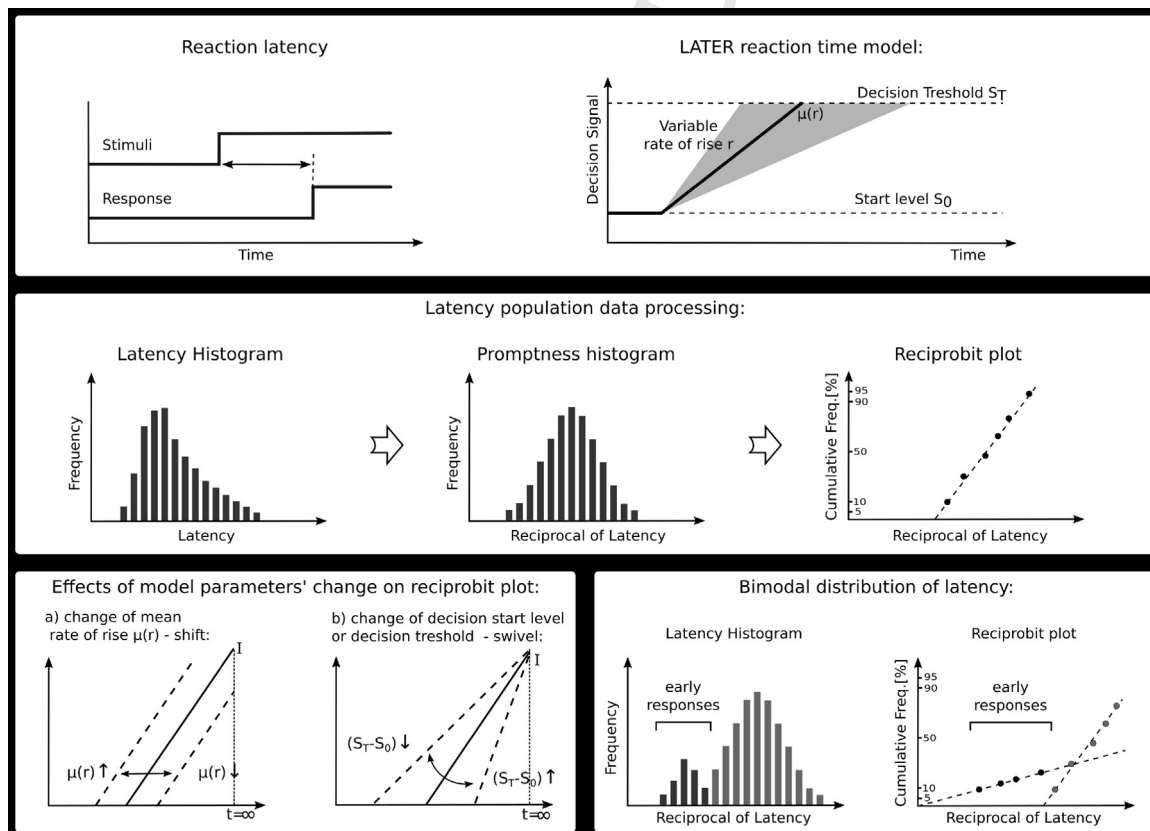 Reaction latency
Stimuli
Response
Time
LATER reaction time model:
Decision Signal
Decision Treshold S_T
μ(r)
Variable
rate of rise r
Start level S_0
Time
Latency population data processing:
Latency Histogram
Frequency
Latency
Promptness histogram
Frequency
Reciprocal of Latency
Reciprobit plot
Cumulative Freq.[%]
95
90
50
10
5
Reciprocal of Latency
Effects of model parameters' change on reciprobit plot:
a) change of mean
rate of rise μ(r) - shift:
I
μ(r)↑
μ(r)↓
t=∞
b) change of decision start level
or decision treshold - swivel:
I
(S_T-S_0)↓
(S_T-S_0)↑
t=∞
Bimodal distribution of latency:
Latency Histogram
Frequency
early
responses
Reciprocal of Latency
Reciprobit plot
Cumulative Freq.[%]
95
90
50
10
5
early
responses
Reciprocal of Latency